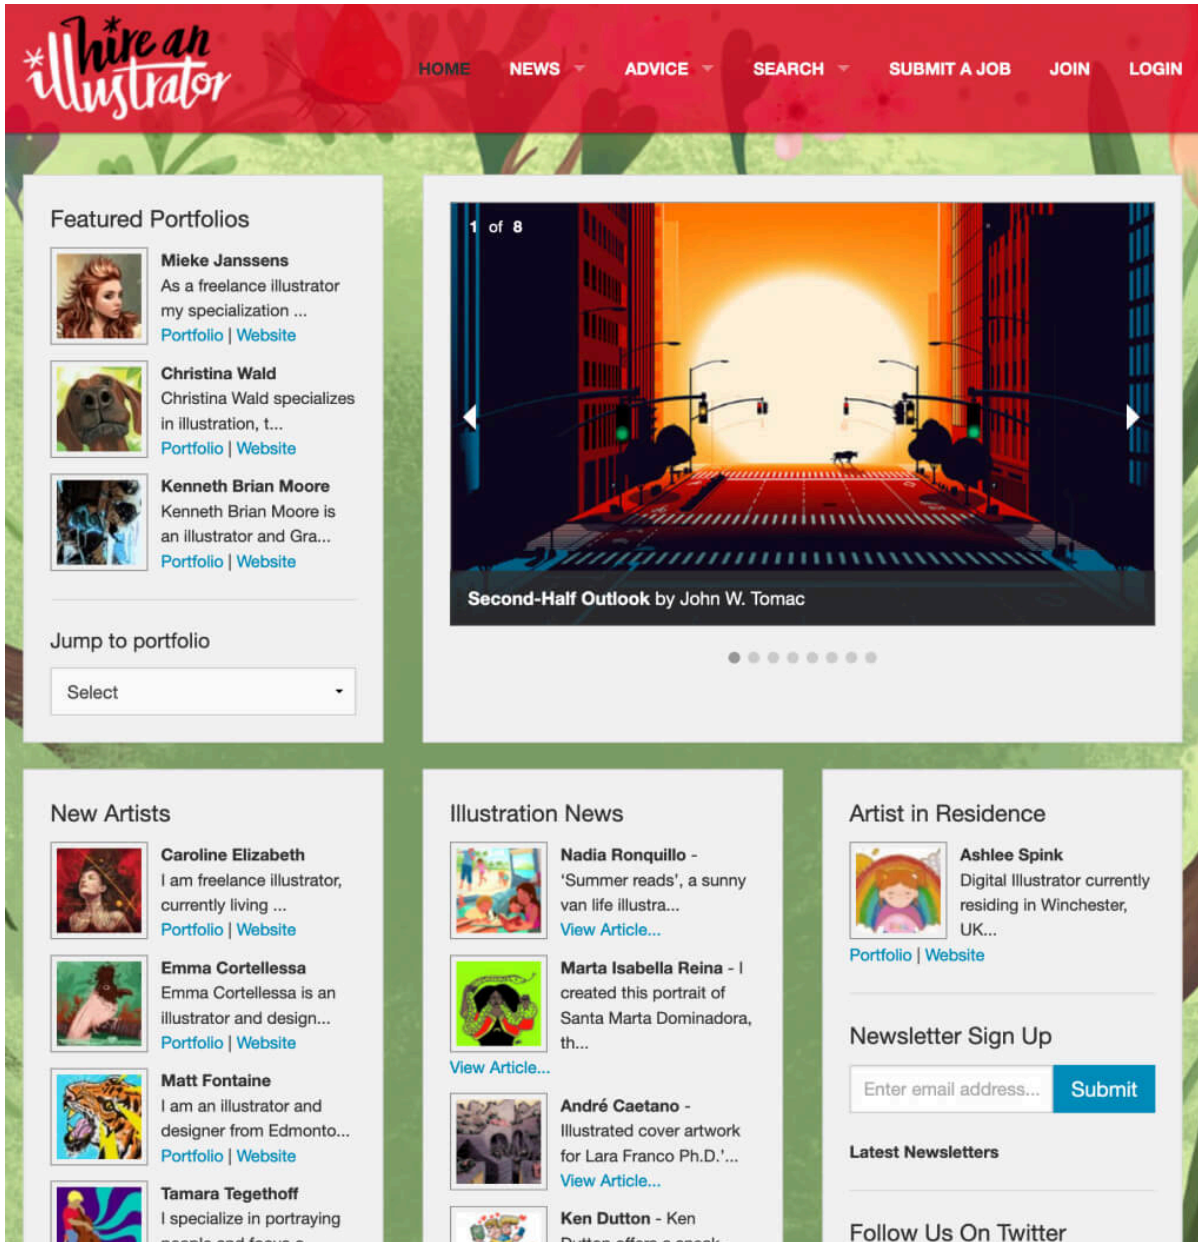 hire an
illustrator
HOME NEWS ADVICE SEARCH SUBMIT A JOB JOIN LOGIN
Featured Portfolios
Mieke Janssens
As a freelance illustrator
my specialization ...
Portfolio | Website
Christina Wald
Christina Wald specializes
in illustration, t...
Portfolio | Website
Kenneth Brian Moore
Kenneth Brian Moore is
an illustrator and Gra...
Portfolio | Website
Jump to portfolio
Select
1 of 8
Second-Half Outlook by John W. Tomac
New Artists
Caroline Elizabeth
I am freelance illustrator,
currently living ...
Portfolio | Website
Emma Cortellessa
Emma Cortellessa is an
illustrator and design...
Portfolio | Website
Matt Fontaine
I am an illustrator and
designer from Edmonto...
Portfolio | Website
Tamara Tegethoff
I specialize in portraying
people and focus
Illustration News
Nadia Ronquillo -
‘Summer reads’, a sunny
van life illustra...
View Article...
Marta Isabella Reina - I
created this portrait of
Santa Marta Dominadora,
th...
View Article...
André Caetano -
Illustrated cover artwork
for Lara Franco Ph.D.’...
View Article...
Ken Dutton - Ken
Dutton offers a
Artist in Residence
Ashlee Spink
Digital Illustrator currently
residing in Winchester,
UK...
Portfolio | Website
Newsletter Sign Up
Enter email address... Submit
Latest Newsletters
Follow Us On Twitter